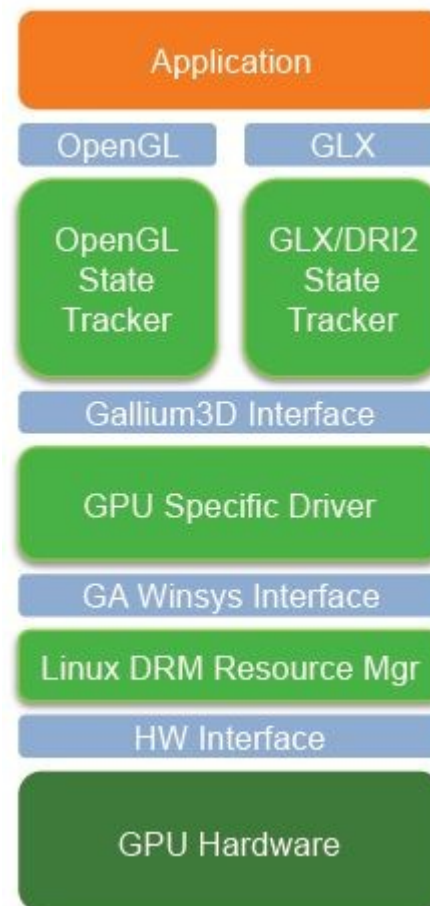 Application
OpenGL
GLX
OpenGL
State
Tracker
GLX/DRI2
State
Tracker
Gallium3D Interface
GPU Specific Driver
GA Winsys Interface
Linux DRM Resource Mgr
HW Interface
GPU Hardware